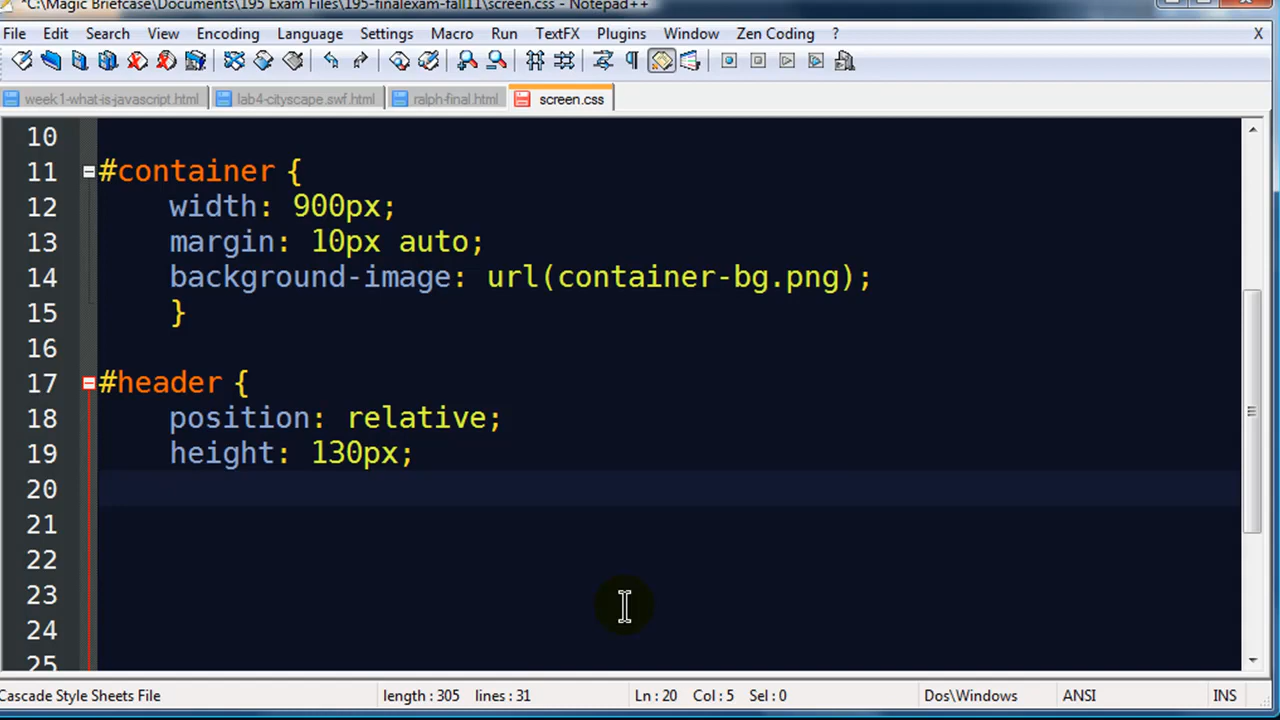 *C:\Magic Briefcase\Documents\195 Exam Files\195-finalexam-fall11\screen.css - Notepad++
File Edit Search View Encoding Language Settings Macro Run TextFX Plugins Window Zen Coding ? X
week1-what-is-javascript.html lab4-cityscape.swf.html ralph-final.html screen.css
10
11 #container {
12 width: 900px;
13 margin: 10px auto;
14 background-image: url(container-bg.png);
15 }
16
17 #header {
18 position: relative;
19 height: 130px;
20
21
22
23
24
25
Cascade Style Sheets File length : 305 lines : 31 Ln : 20 Col : 5 Sel : 0 Dos\Windows ANSI INS